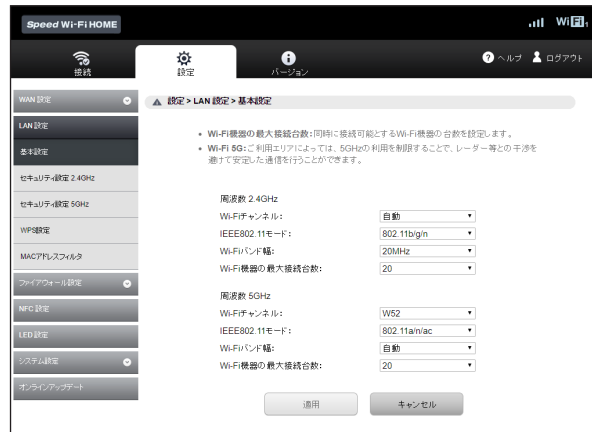 Speed Wi-Fi HOME
WiFi 1
接続
設定
バージョン
ヘルプ
ログアウト
WAN 設定
LAN 設定
基本設定
セキュリティ設定 2.4GHz
セキュリティ設定 5GHz
WPS設定
MACアドレスフィルタ
ファイアウォール設定
NFC 設定
LED 設定
システム設定
オンラインアップデート
設定 > LAN 設定 > 基本設定
• Wi-Fi機器の最大接続台数:同時に接続可能とするWi-Fi機器の台数を設定します。
• Wi-Fi 5G:ご利用エリアによっては、5GHzの利用を制限することで、レーダー等との干渉を
避けて安定した通信を行うことができます。
周波数 2.4GHz
Wi-Fiチャンネル: 自動
IEEE802.11モード: 802.11b/g/n
Wi-Fiバンド幅: 20MHz
Wi-Fi機器の最大接続台数: 20
周波数 5GHz
Wi-Fiチャンネル: W52
IEEE802.11モード: 802.11a/n/ac
Wi-Fiバンド幅: 自動
Wi-Fi機器の最大接続台数: 20
適用
キャンセル